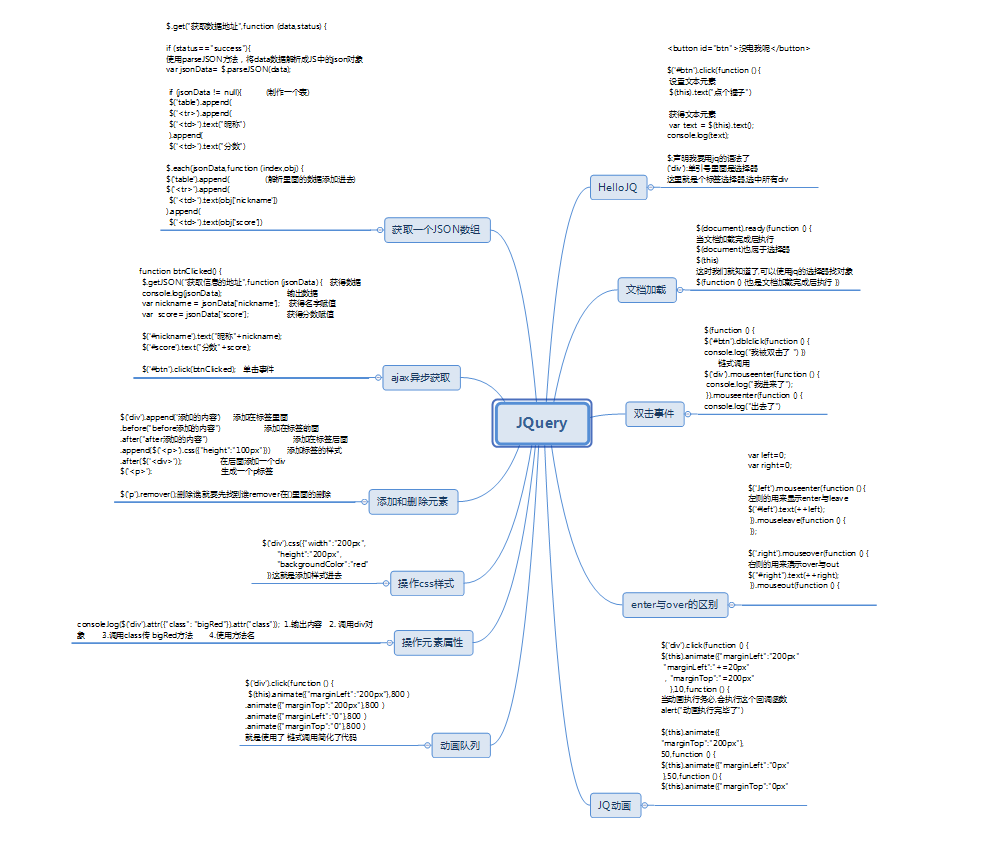 JQuery
HelloJQ
<button id="btn">没电我呢</button>
$('#btn').click(function () {
设置文本元素
$(this).text("点个锤子")
获得文本元素
var text = $(this).text();
console.log(text);
$:声明我要用jq的语法了
('div'):单引号里面是选择器
这里就是个标签选择器,选中所有div
文档加载
$(document).ready(function () {
当文档加载完成后执行
$(document)也属于选择器
$(this)
这时我们就知道了,可以使用jq的选择器找对象
$(function () {也是文档加载完成后执行 })
双击事件
$(function () {
$('#btn').dblclick(function () {
console.log("我被双击了 ") })
链式调用
$('div').mouseenter(function () {
console.log("我进来了");
}).mouseenter(function () {
console.log("出去了")
enter与over的区别
var left=0;
var right=0;
$('.left').mouseenter(function () {
左侧的用来显示enter与leave
$("#left").text(++left);
}).mouseleave(function () {
});
$('.right').mouseover(function () {
右侧的用来演示over与out
$("#right").text(++right);
}).mouseout(function () {
JQ动画
$('div').click(function () {
$(this).animate({"marginLeft":"200px"
"marginLeft":"+=20px"
, "marginTop":"=200px"
},10,function () {
当动画执行务必,会执行这个回调函数
alert("动画执行完毕了")
$(this).animate({
"marginTop":"200px"},
50,function () {
$(this).animate({"marginLeft":"0px"
},50,function () {
$(this).animate({"marginTop":"0px"
获取一个JSON数组
$.get("获取数据地址",function (data,status) {
if (status=="success"){
使用parseJSON方法，将data数据解析成JS中的json对象
var jsonData= $.parseJSON(data);
if (jsonData != null){ (制作一个表)
$('table').append(
$('<tr>').append(
$('<td>').text("昵称")
).append(
$('<td>').text("分数")
$.each(jsonData,function (index,obj) {
$('table').append( (解析里面的数据添加进去)
$('<tr>').append(
$('<td>').text(obj['nickname'])
).append(
$('<td>').text(obj['score'])
ajax异步获取
function btnClicked() {
$.getJSON("获取信息的地址",function (jsonData) { 获得数据
console.log(jsonData); 输出数据
var nickname = jsonData['nickname']; 获得名字赋值
var score= jsonData['score']; 获得分数赋值
$('#nickname').text("昵称"+nickname);
$('#score').text("分数"+score);
$('#btn').click(btnClicked); 单击事件
添加和删除元素
$('div').append("添加的内容) 添加在标签里面
.before("before添加的内容") 添加在标签的面
.after("after添加的内容") 添加在标签后面
.append($('<p>').css({"height":"100px"})) 添加标签的样式
.after($('<div>')); 在后面添加一个div
$('<p>'); 生成一个p标签
$('p').remover();删除谁,就要先找到谁remover在()里面的删除
操作css样式
$('div').css({"width":"200px",
"height":"200px",
"backgroundColor":"red"
})这就是添加样式进去
操作元素属性
console.log($('div').attr({"class": "bigRed"}).attr("class")); 1.输出内容 2. 调用div对
象 3.调用class传 bigRed方法 4.使用方法名
动画队列
$('div').click(function () {
$(this).animate({"marginLeft":"200px"},800 )
.animate({"marginTop":"200px"},800 )
.animate({"marginLeft":"0"},800 )
.animate({"marginTop":"0"},800 )
就是使用了 链式调用简化了代码